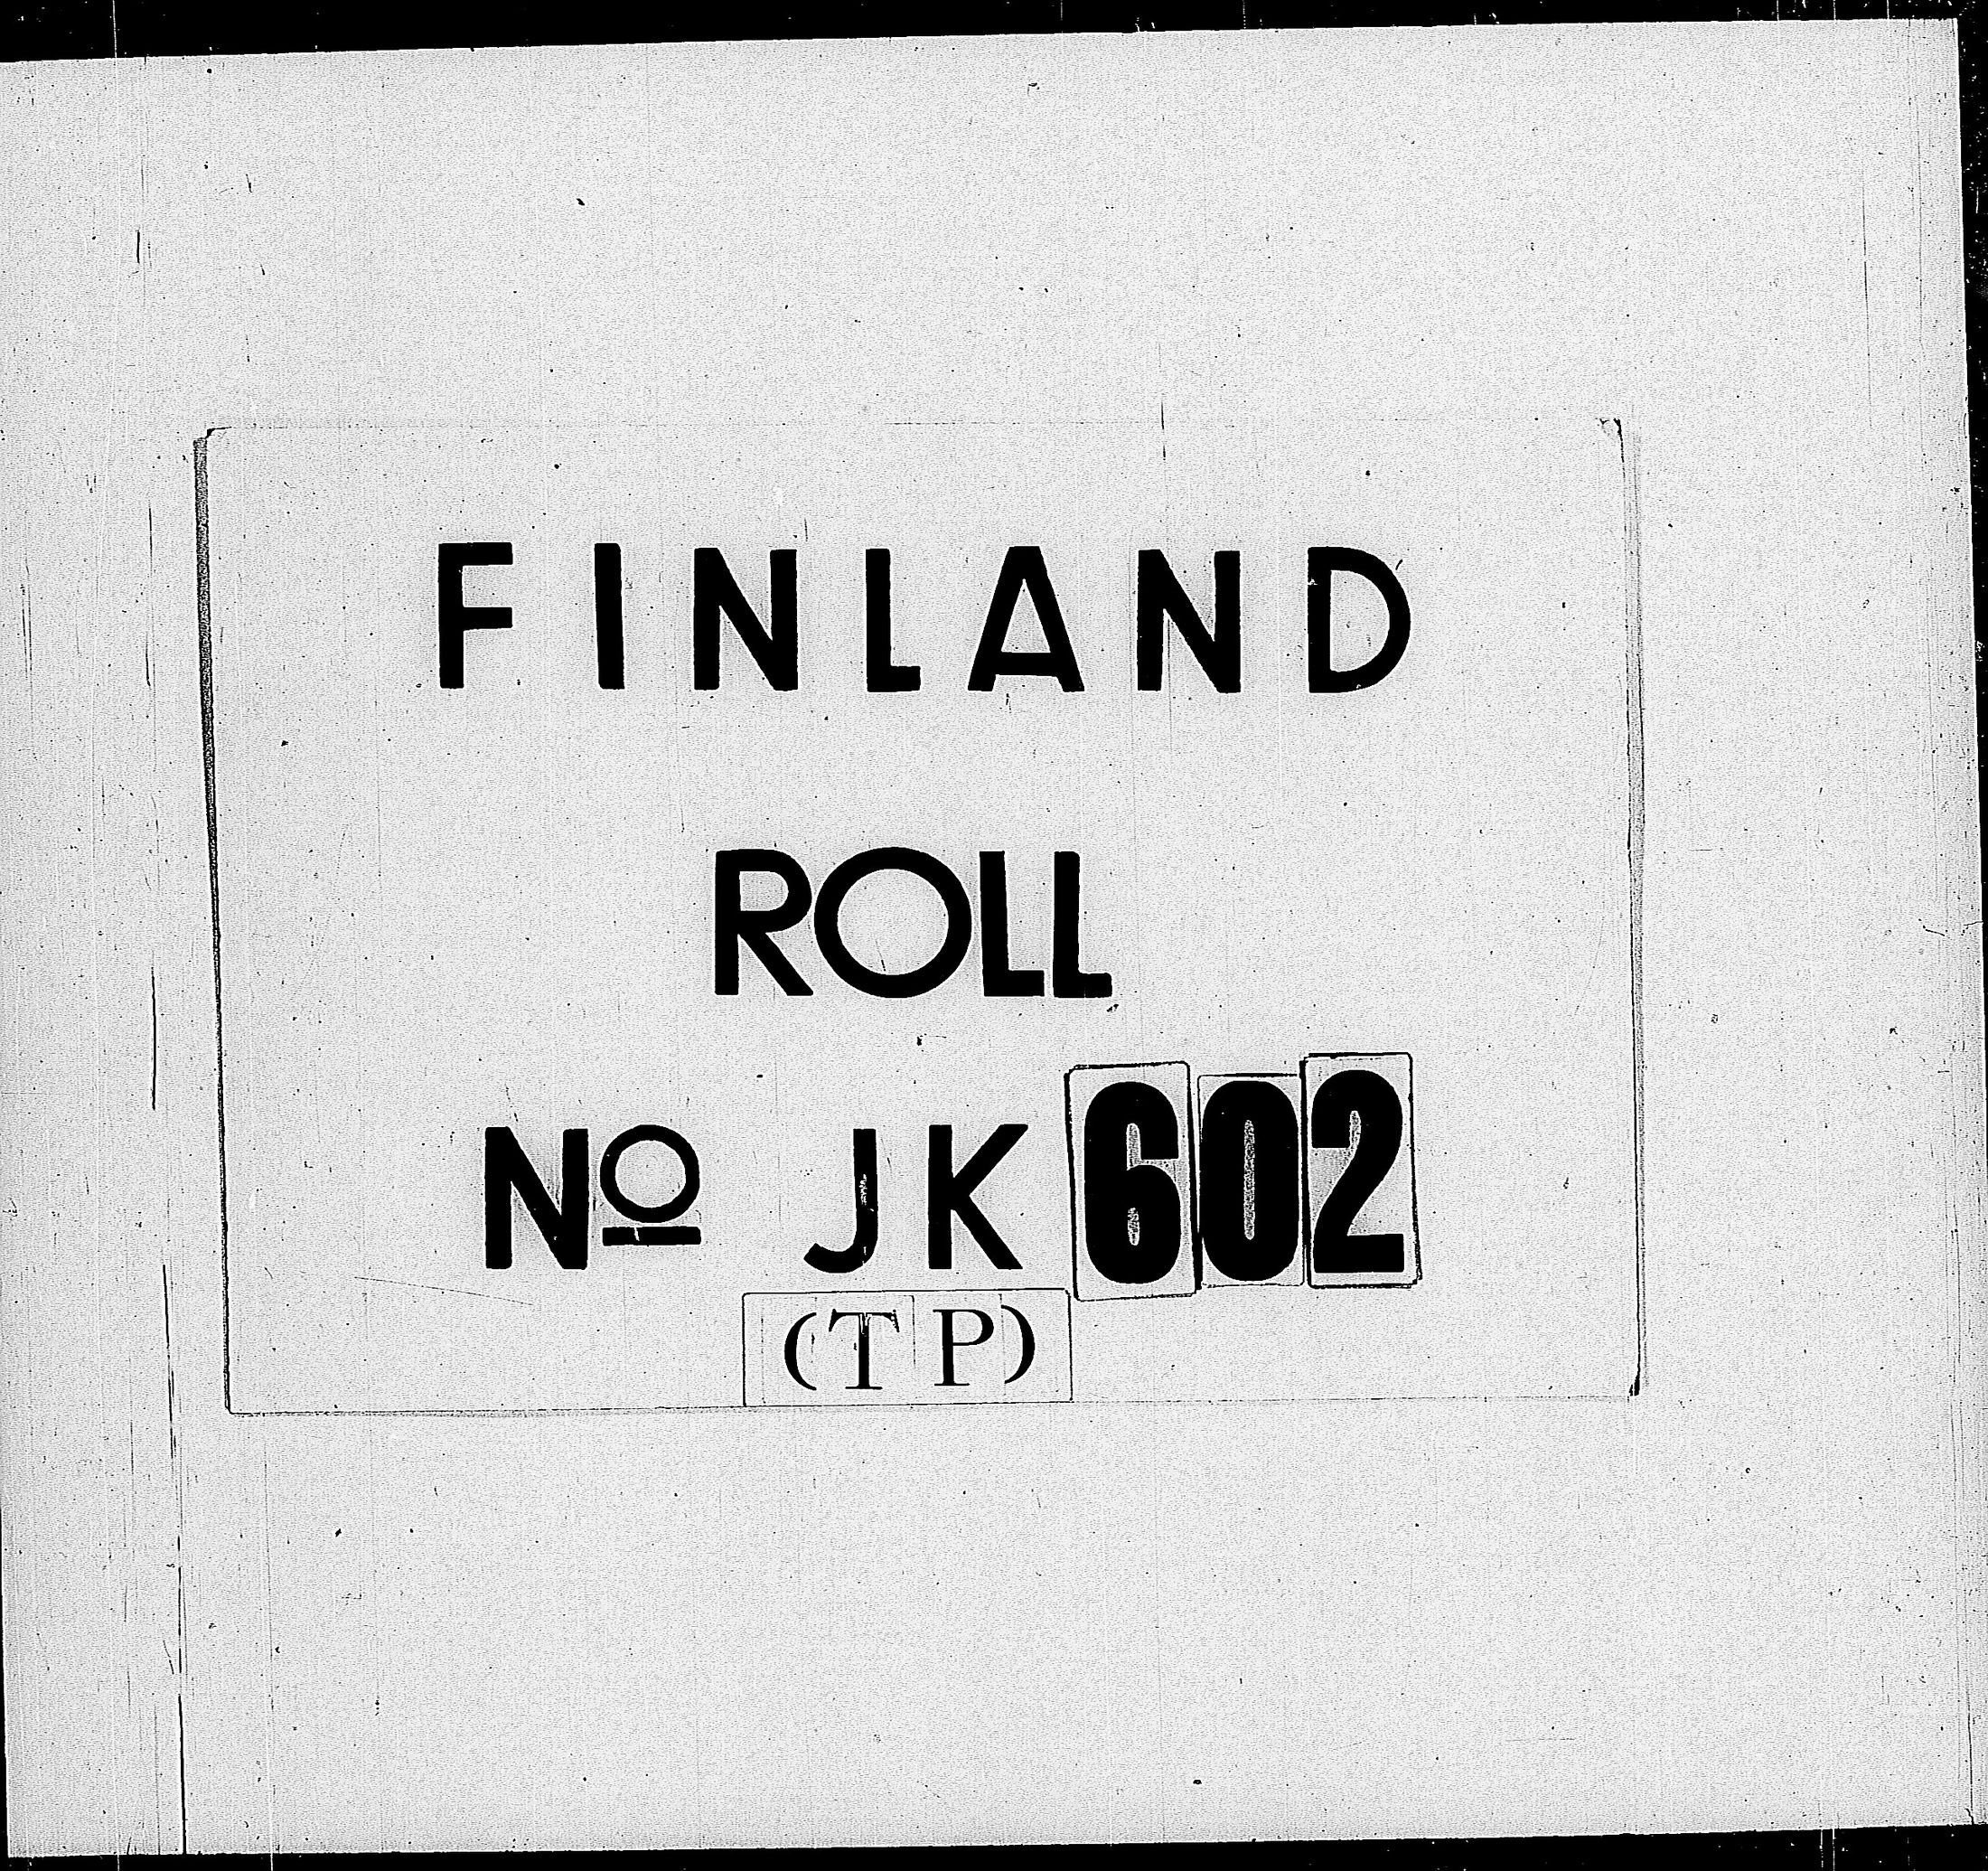 FINLAND
ROLL
Nº JK 602
(TP)